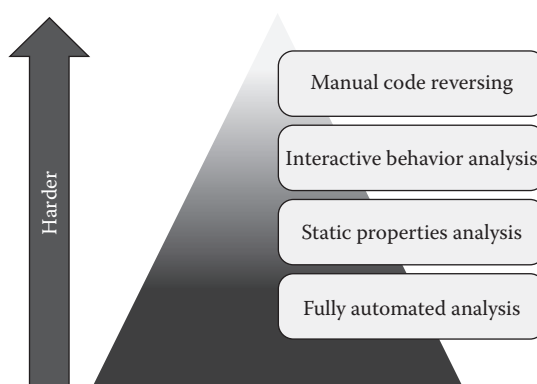 Harder
Manual code reversing
Interactive behavior analysis
Static properties analysis
Fully automated analysis